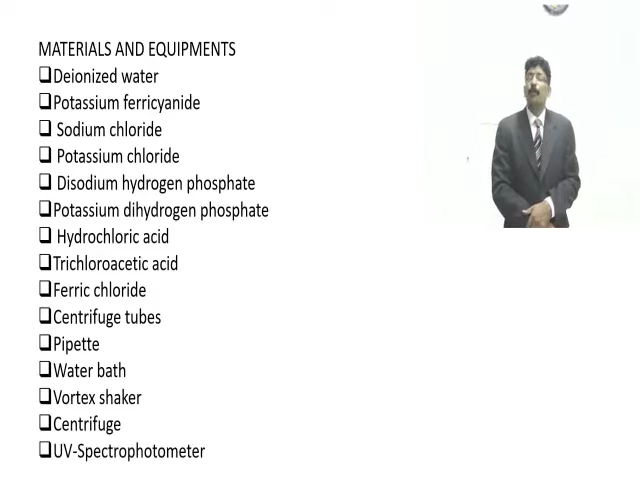 MATERIALS AND EQUIPMENTS
Deionized water
Potassium ferricyanide
Sodium chloride
Potassium chloride
Disodium hydrogen phosphate
Potassium dihydrogen phosphate
Hydrochloric acid
Trichloroacetic acid
Ferric chloride
Centrifuge tubes
Pipette
Water bath
Vortex shaker
Centrifuge
UV-Spectrophotometer